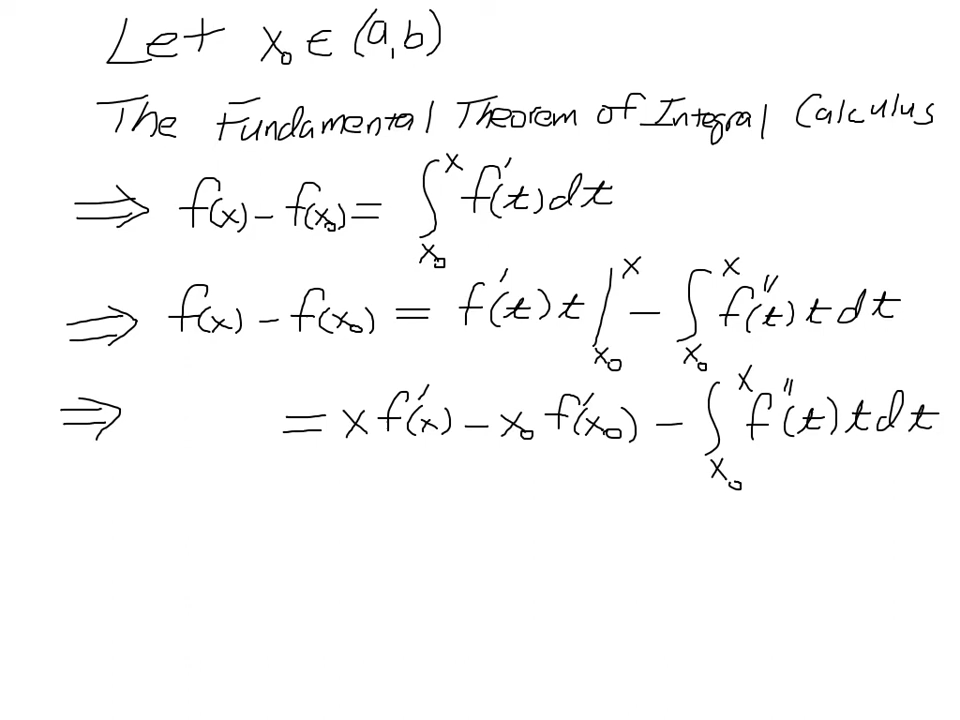 Let x₀ ∈ (a,b)
The Fundamental Theorem of Integral Calculus
⇒ f(x) - f(x₀) = ∫_{x₀}^{x} f'(t) dt
⇒ f(x) - f(x₀) = f'(t) t |_{x₀}^{x} - ∫_{x₀}^{x} f''(t) t dt
⇒ = x f'(x) - x₀ f'(x₀) - ∫_{x₀}^{x} f''(t) t dt